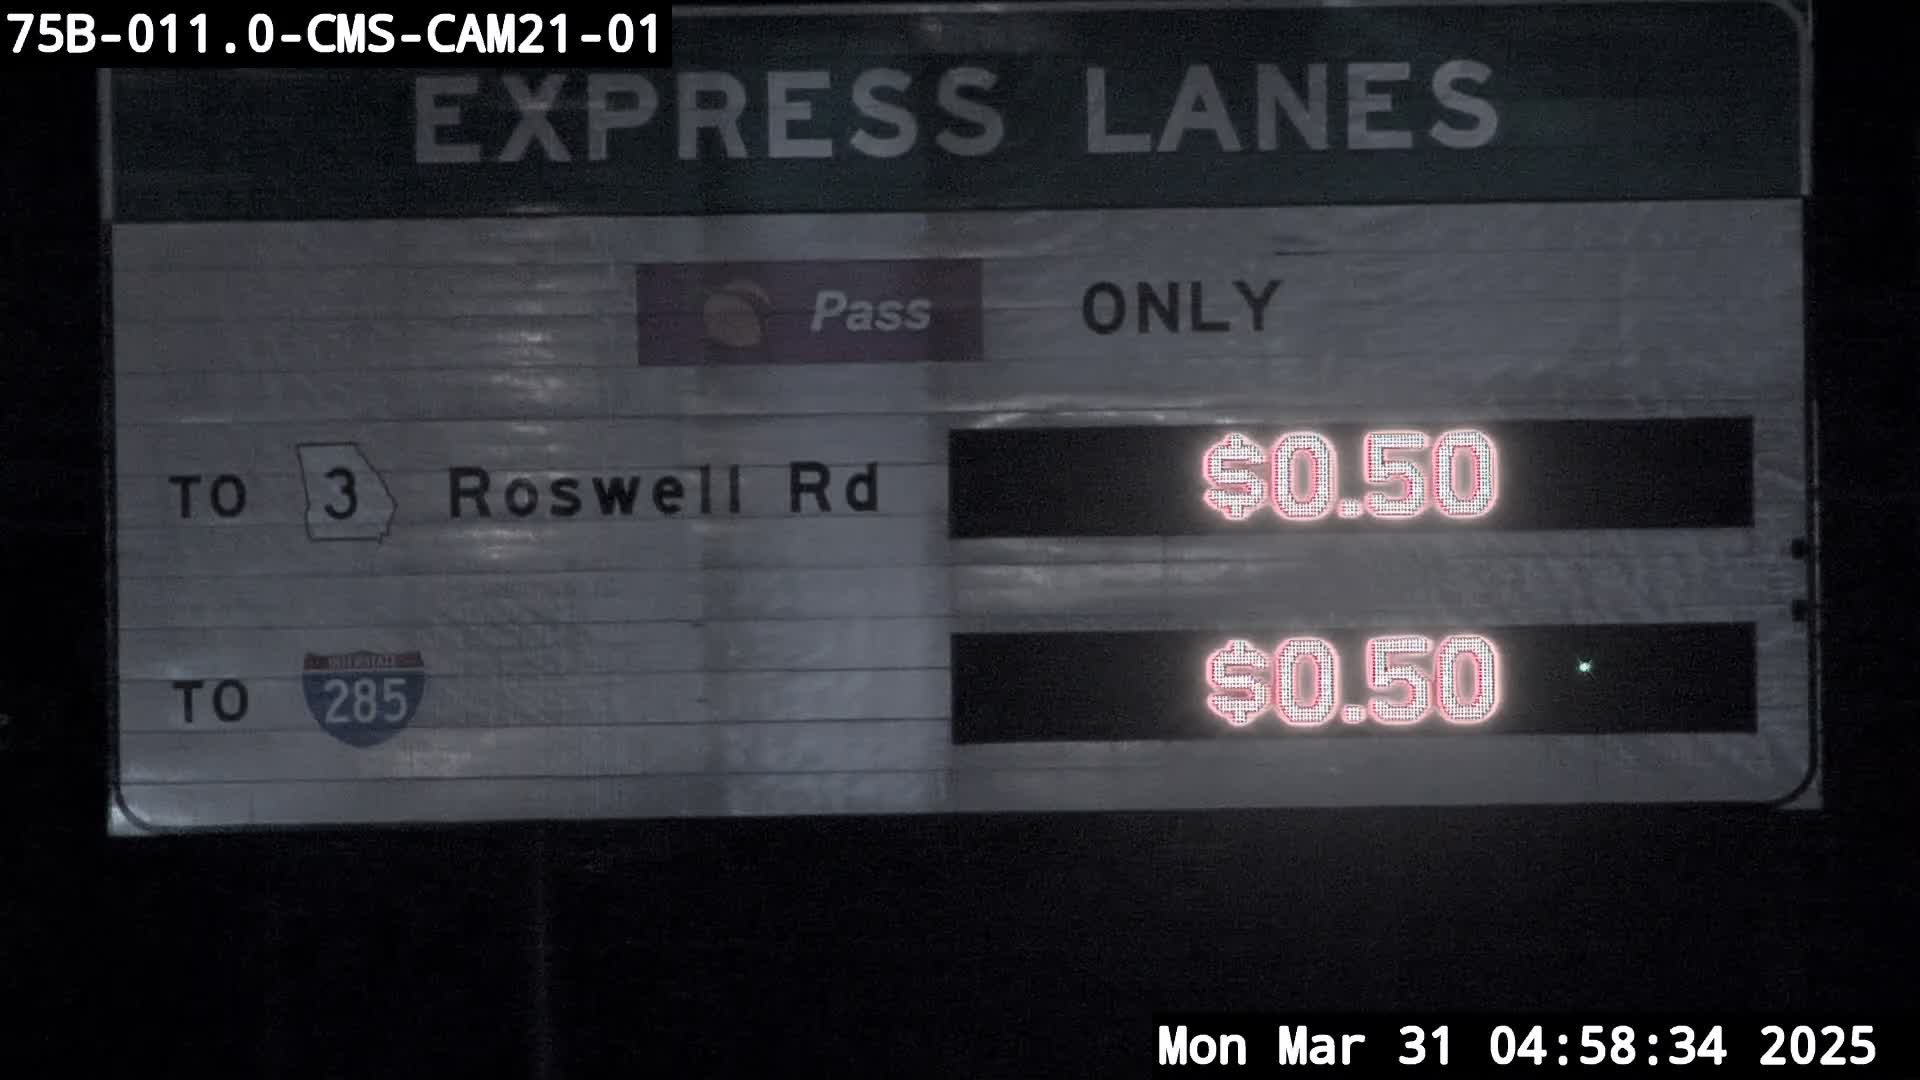 75B-011.0-CMS-CAM21-01
EXPRESS LANES
Pass ONLY
TO 3 Roswell Rd $0.50
TO INTERSTATE 285 $0.50
Mon Mar 31 04:58:34 2025